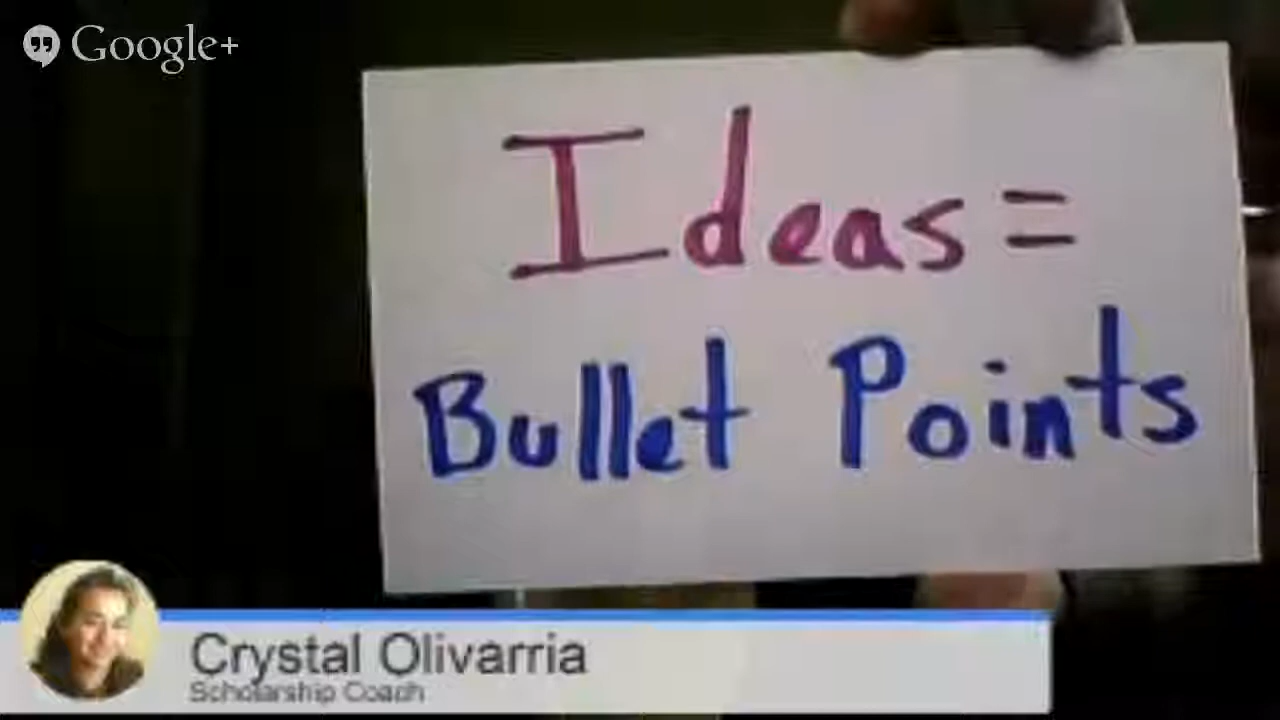 Google+
Ideas=
Bullet Points
Crystal Olivarria
Scholarship Coach